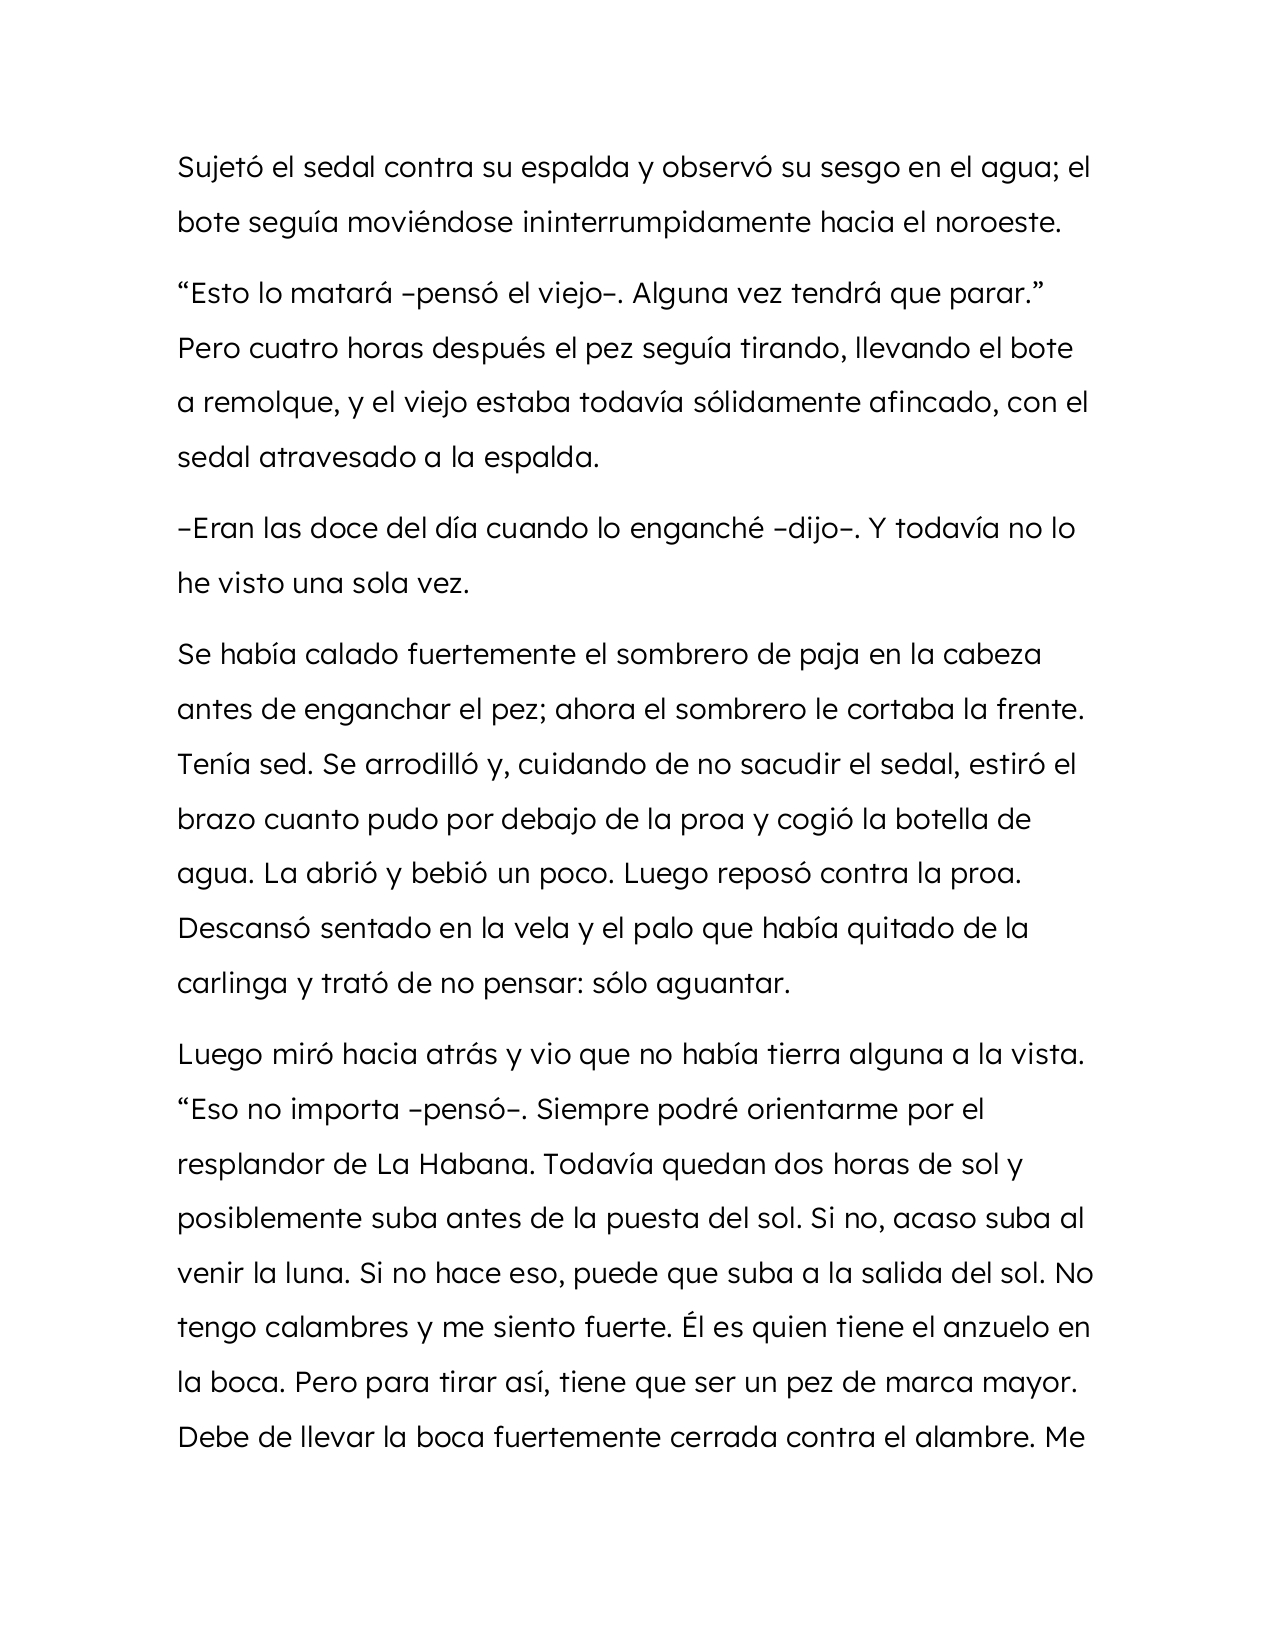 Sujetó el sedal contra su espalda y observó su sesgo en el agua; el
bote seguía moviéndose ininterrumpidamente hacia el noroeste.
“Esto lo matará –pensó el viejo–. Alguna vez tendrá que parar.”
Pero cuatro horas después el pez seguía tirando, llevando el bote
a remolque, y el viejo estaba todavía sólidamente afincado, con el
sedal atravesado a la espalda.
–Eran las doce del día cuando lo enganché –dijo–. Y todavía no lo
he visto una sola vez.
Se había calado fuertemente el sombrero de paja en la cabeza
antes de enganchar el pez; ahora el sombrero le cortaba la frente.
Tenía sed. Se arrodilló y, cuidando de no sacudir el sedal, estiró el
brazo cuanto pudo por debajo de la proa y cogió la botella de
agua. La abrió y bebió un poco. Luego reposó contra la proa.
Descansó sentado en la vela y el palo que había quitado de la
carlinga y trató de no pensar: sólo aguantar.
Luego miró hacia atrás y vio que no había tierra alguna a la vista.
“Eso no importa –pensó–. Siempre podré orientarme por el
resplandor de La Habana. Todavía quedan dos horas de sol y
posiblemente suba antes de la puesta del sol. Si no, acaso suba al
venir la luna. Si no hace eso, puede que suba a la salida del sol. No
tengo calambres y me siento fuerte. Él es quien tiene el anzuelo en
la boca. Pero para tirar así, tiene que ser un pez de marca mayor.
Debe de llevar la boca fuertemente cerrada contra el alambre. Me